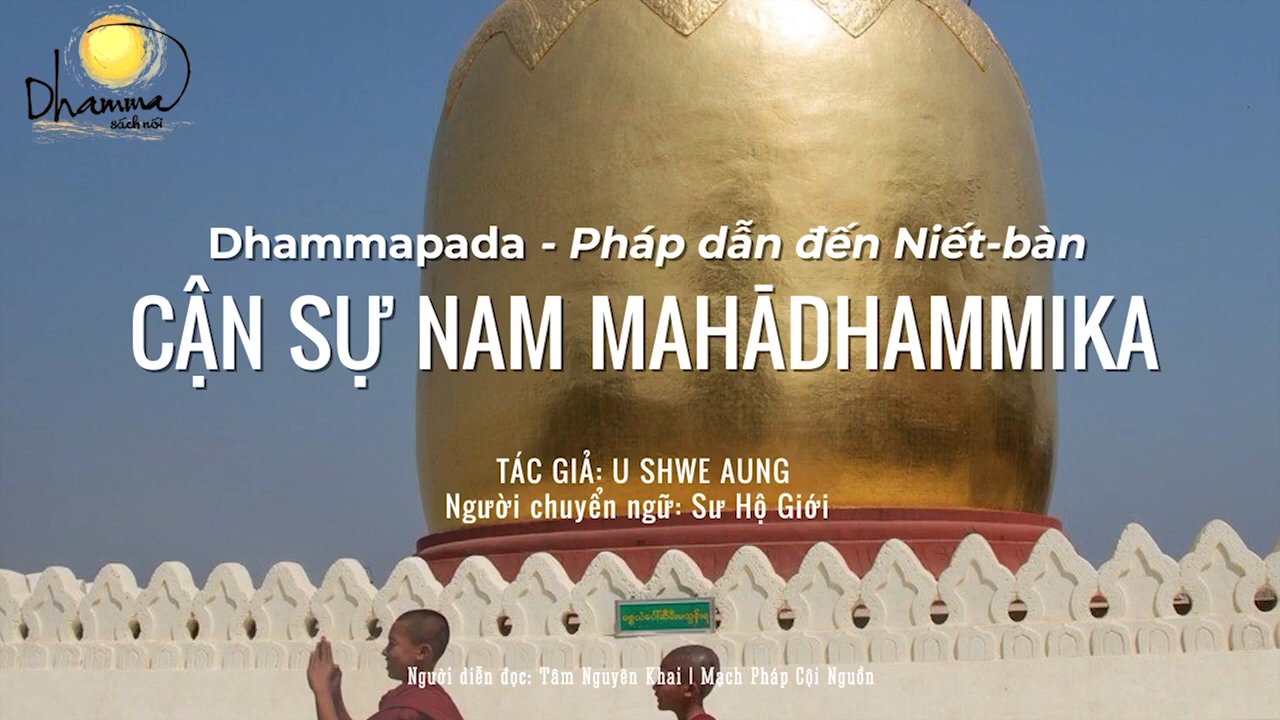 Dhamma
sách nói
Dhammapada - Pháp dẫn đến Niết-bàn
CẬN SỰ NAM MAHĀDHAMMIKA
TÁC GIẢ: U SHWE AUNG
Người chuyển ngữ: Sư Hộ Giới
Người diễn đọc: Tâm Nguyên Khai | Mạch Pháp Cội Nguồn